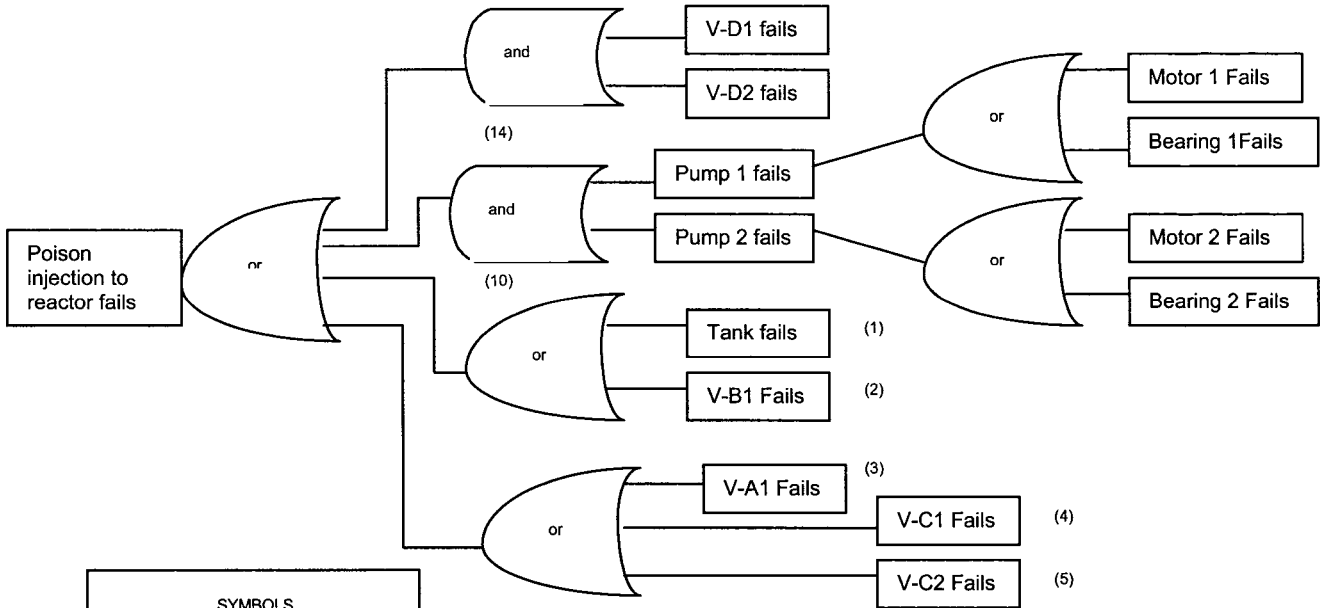 V-D1 fails
and
V-D2 fails
(14)
Motor 1 Fails
or
Bearing 1Fails
Pump 1 fails
and
Pump 2 fails
(10)
Motor 2 Fails
or
Bearing 2 Fails
Poison
injection to
reactor fails
or
Tank fails
(1)
or
V-B1 Fails
(2)
V-A1 Fails
(3)
or
V-C1 Fails
(4)
V-C2 Fails
(5)
SYMBOLS